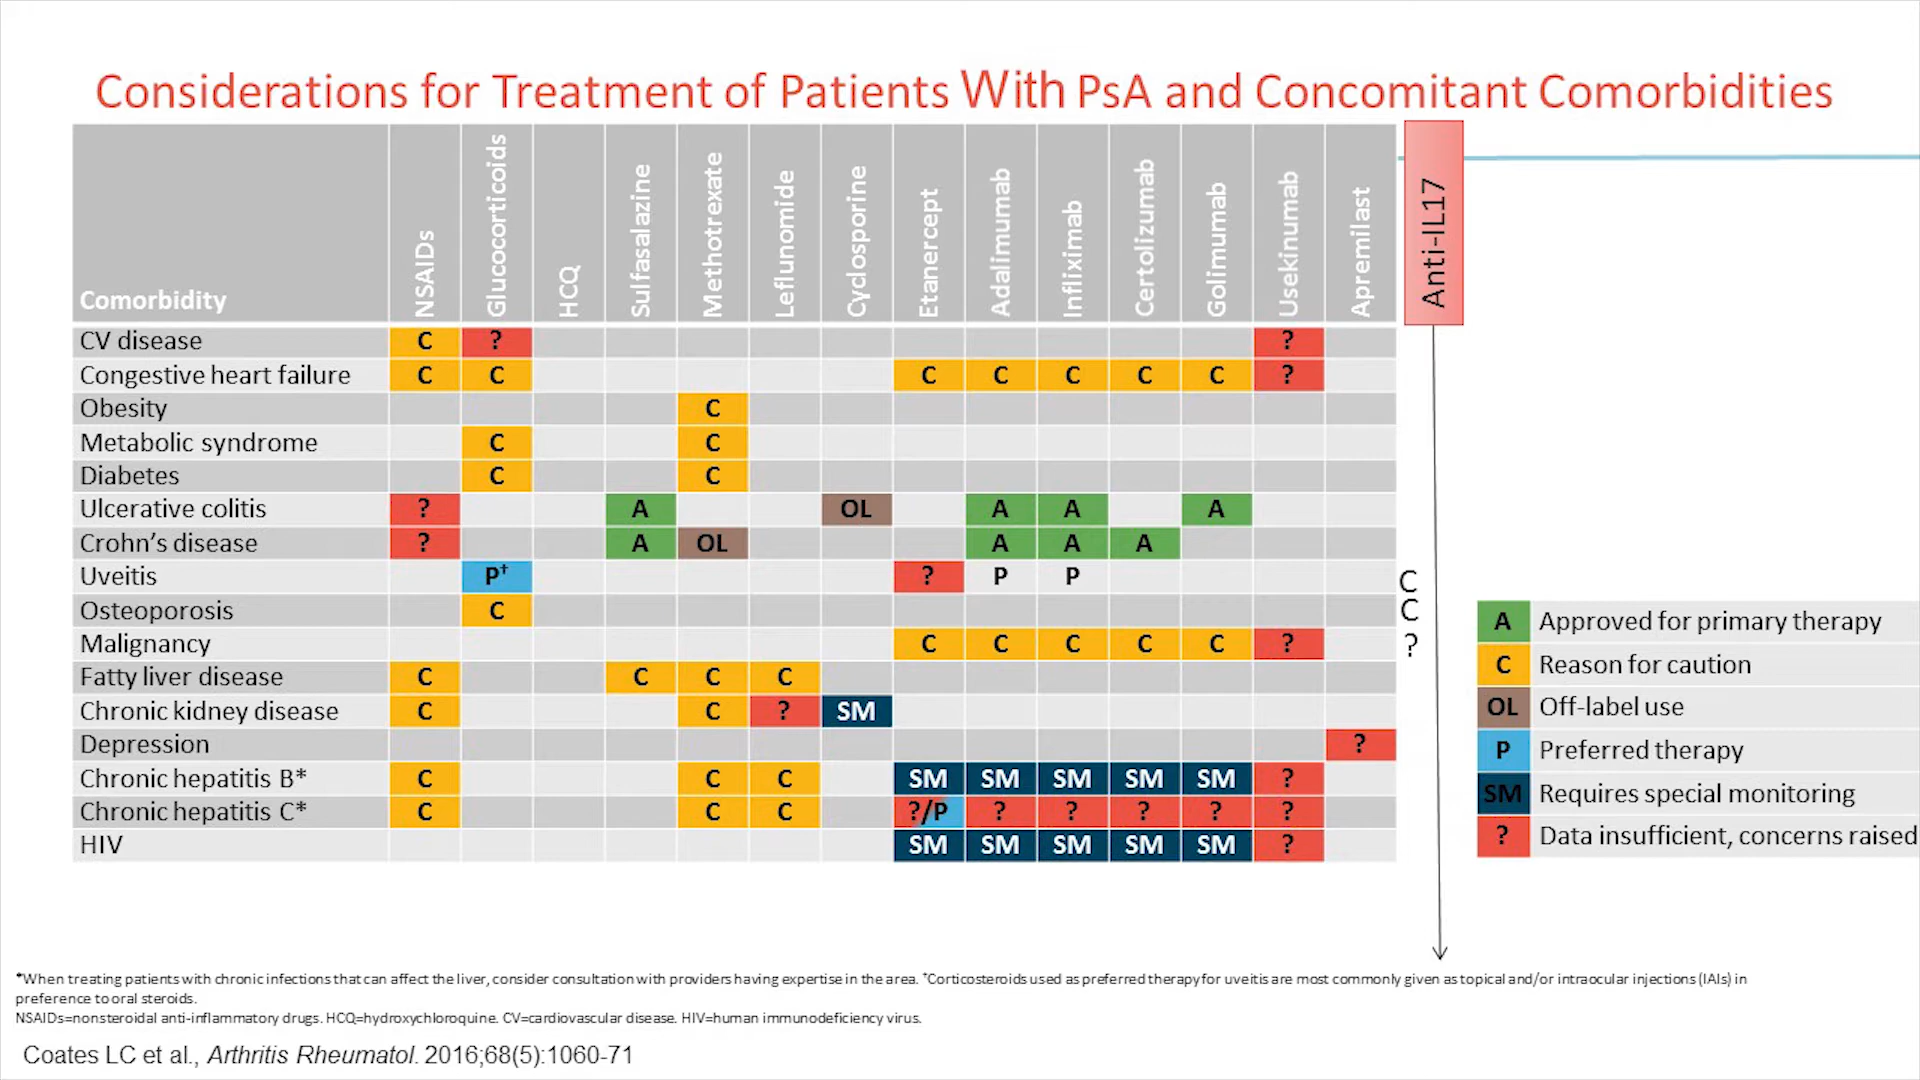 Considerations for Treatment of Patients With PsA and Concomitant Comorbidities
Comorbidity NSAIDs Glucocorticoids HCQ Sulfasalazine Methotrexate Leflunomide Cyclosporine Etanercept Adalimumab Infliximab Certolizumab Golimumab Usekinumab Apremilast Anti-IL17
CV disease C ? ?
Congestive heart failure C C C C C C C ?
Obesity C
Metabolic syndrome C C
Diabetes C C
Ulcerative colitis ? A OL A A A
Crohn's disease ? A OL A A A
Uveitis P† ? P P C
Osteoporosis C C
Malignancy C C C C C ? ?
Fatty liver disease C C C C
Chronic kidney disease C C ? SM
Depression ?
Chronic hepatitis B* C C C SM SM SM SM SM ?
Chronic hepatitis C* C C C ?/P ? ? ? ? ?
HIV SM SM SM SM SM ?
A Approved for primary therapy
C Reason for caution
OL Off-label use
P Preferred therapy
SM Requires special monitoring
? Data insufficient, concerns raised
*When treating patients with chronic infections that can affect the liver, consider consultation with providers having expertise in the area. †Corticosteroids used as preferred therapy for uveitis are most commonly given as topical and/or intraocular injections (IAIs) in
preference to oral steroids.
NSAIDs=nonsteroidal anti-inflammatory drugs. HCQ=hydroxychloroquine. CV=cardiovascular disease. HIV=human immunodeficiency virus.
Coates LC et al., Arthritis Rheumatol. 2016;68(5):1060-71